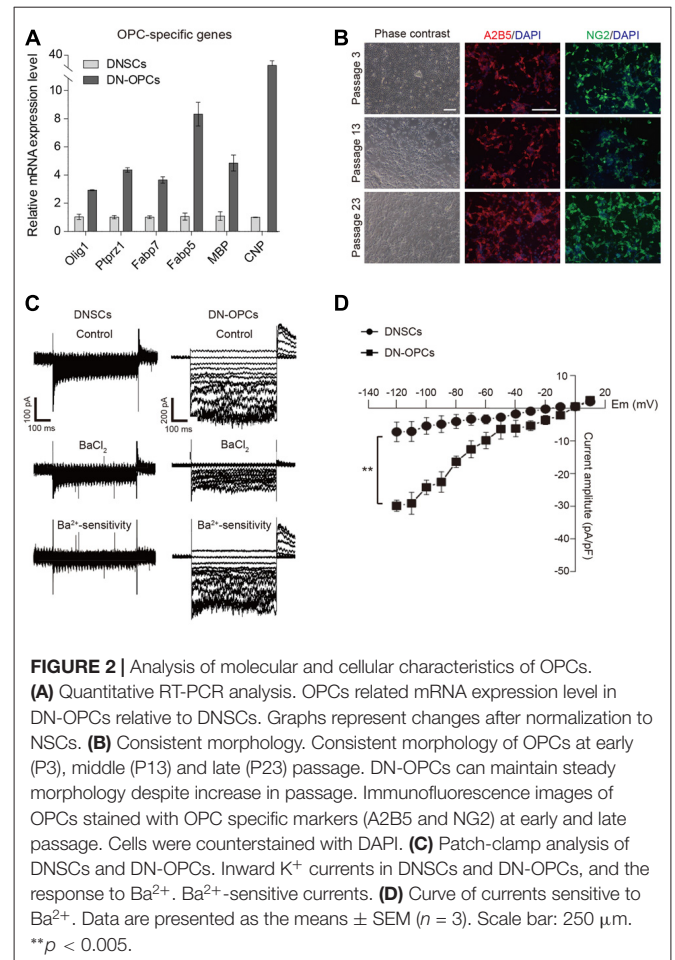 A
OPC-specific genes
DNSCs
DN-OPCs
Relative mRNA expression level
40
10
8
6
4
2
0
Olig1
Ptprz1
Fabp7
Fabp5
MBP
CNP
B
Phase contrast
A2B5/DAPI
NG2/DAPI
Passage 3
Passage 13
Passage 23
C
DNSCs
DN-OPCs
Control
Control
100 pA
100 ms
200 pA
100 ms
BaCl2
BaCl2
Ba²⁺-sensitivity
Ba²⁺-sensitivity
D
DNSCs
DN-OPCs
10
-140 -120 -100 -80 -60 -40 -20 20
Em (mV)
-10
-20
-30
-40
-50
Current amplitude (pA/pF)
**
FIGURE 2 | Analysis of molecular and cellular characteristics of OPCs.
(A) Quantitative RT-PCR analysis. OPCs related mRNA expression level in
DN-OPCs relative to DNSCs. Graphs represent changes after normalization to
NSCs. (B) Consistent morphology. Consistent morphology of OPCs at early
(P3), middle (P13) and late (P23) passage. DN-OPCs can maintain steady
morphology despite increase in passage. Immunofluorescence images of
OPCs stained with OPC specific markers (A2B5 and NG2) at early and late
passage. Cells were counterstained with DAPI. (C) Patch-clamp analysis of
DNSCs and DN-OPCs. Inward K⁺ currents in DNSCs and DN-OPCs, and the
response to Ba²⁺. Ba²⁺-sensitive currents. (D) Curve of currents sensitive to
Ba²⁺. Data are presented as the means ± SEM (n = 3). Scale bar: 250 μm.
**p < 0.005.